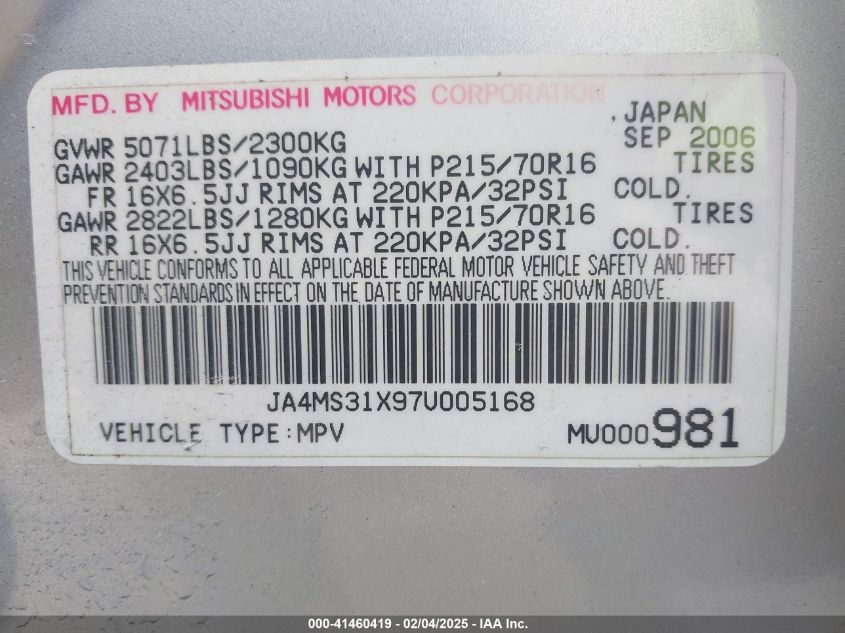 MFD. BY MITSUBISHI MOTORS CORPORATION
, JAPAN
GVWR 5071LBS/2300KG SEP 2006
GAWR 2403LBS/1090KG WITH P215/70R16 TIRES
FR 16X6.5JJ RIMS AT 220KPA/32PSI COLD.
GAWR 2822LBS/1280KG WITH P215/70R16 TIRES
RR 16X6.5JJ RIMS AT 220KPA/32PSI COLD.
THIS VEHICLE CONFORMS TO ALL APPLICABLE FEDERAL MOTOR VEHICLE SAFETY AND THEFT
PREVENTION STANDARDS IN EFFECT ON THE DATE OF MANUFACTURE SHOWN ABOVE.
JA4MS31X97U005168
VEHICLE TYPE:MPV MU000981
000-41460419 - 02/04/2025 - IAA Inc.